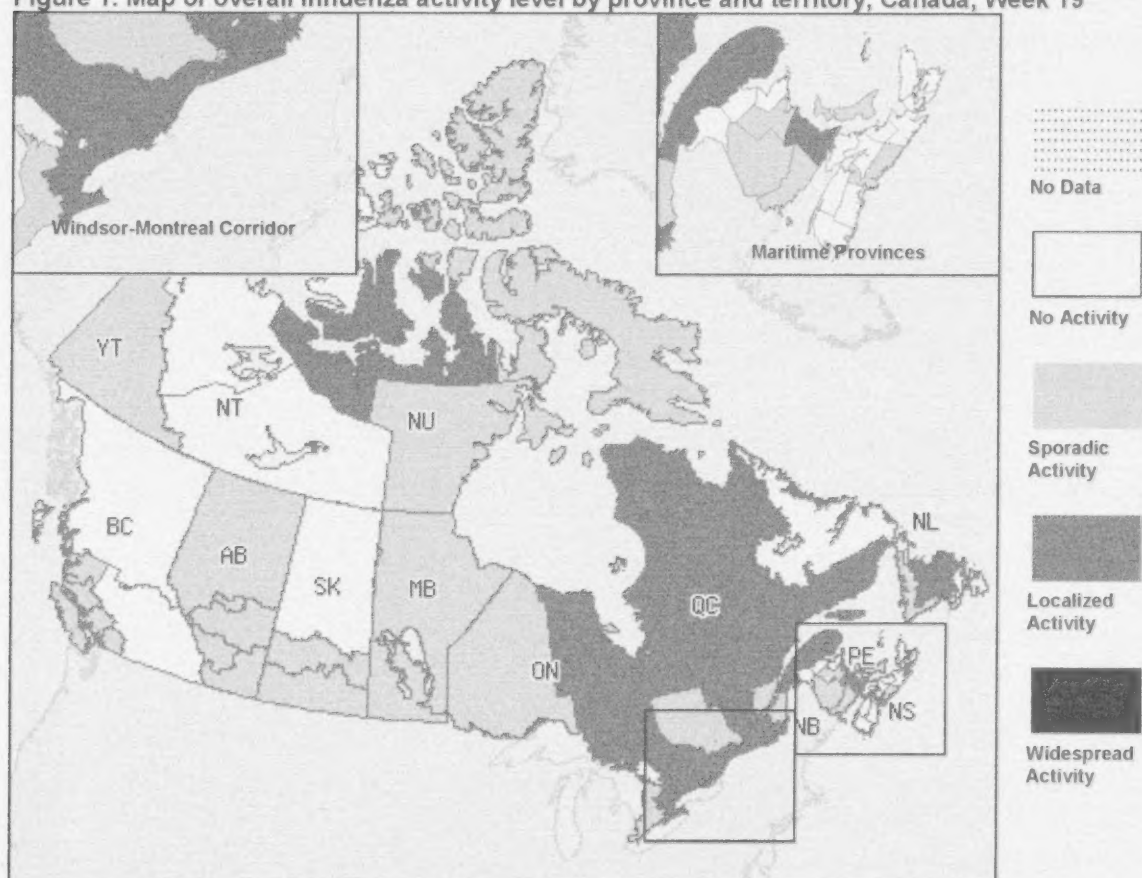 Figure 1. Map of overall influenza activity level by province and territory, Canada, Week 19
Windsor-Montreal Corridor
Maritime Provinces
No Data
No Activity
Sporadic
Activity
Localized
Activity
Widespread
Activity
YT
NT
NU
BC
AB
SK
MB
ON
QC
NL
PE
NB
NS